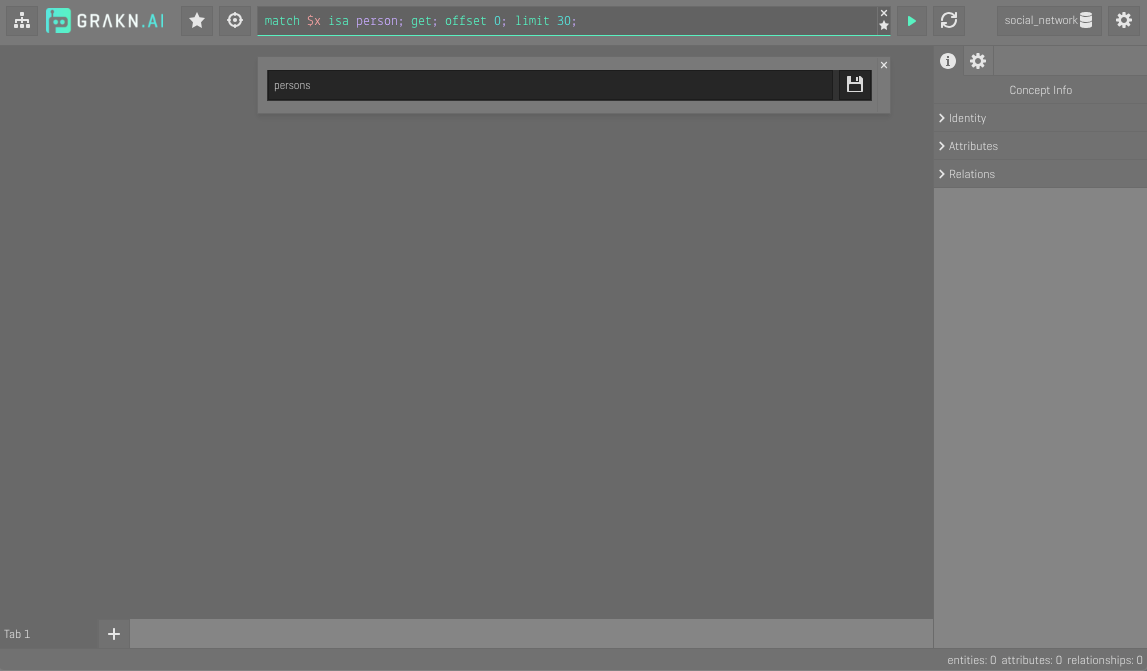 GRAKN.AI
match $x isa person; get; offset 0; limit 30;
social_network
persons
Concept Info
Identity
Attributes
Relations
Tab 1
entities: 0 attributes: 0 relationships: 0